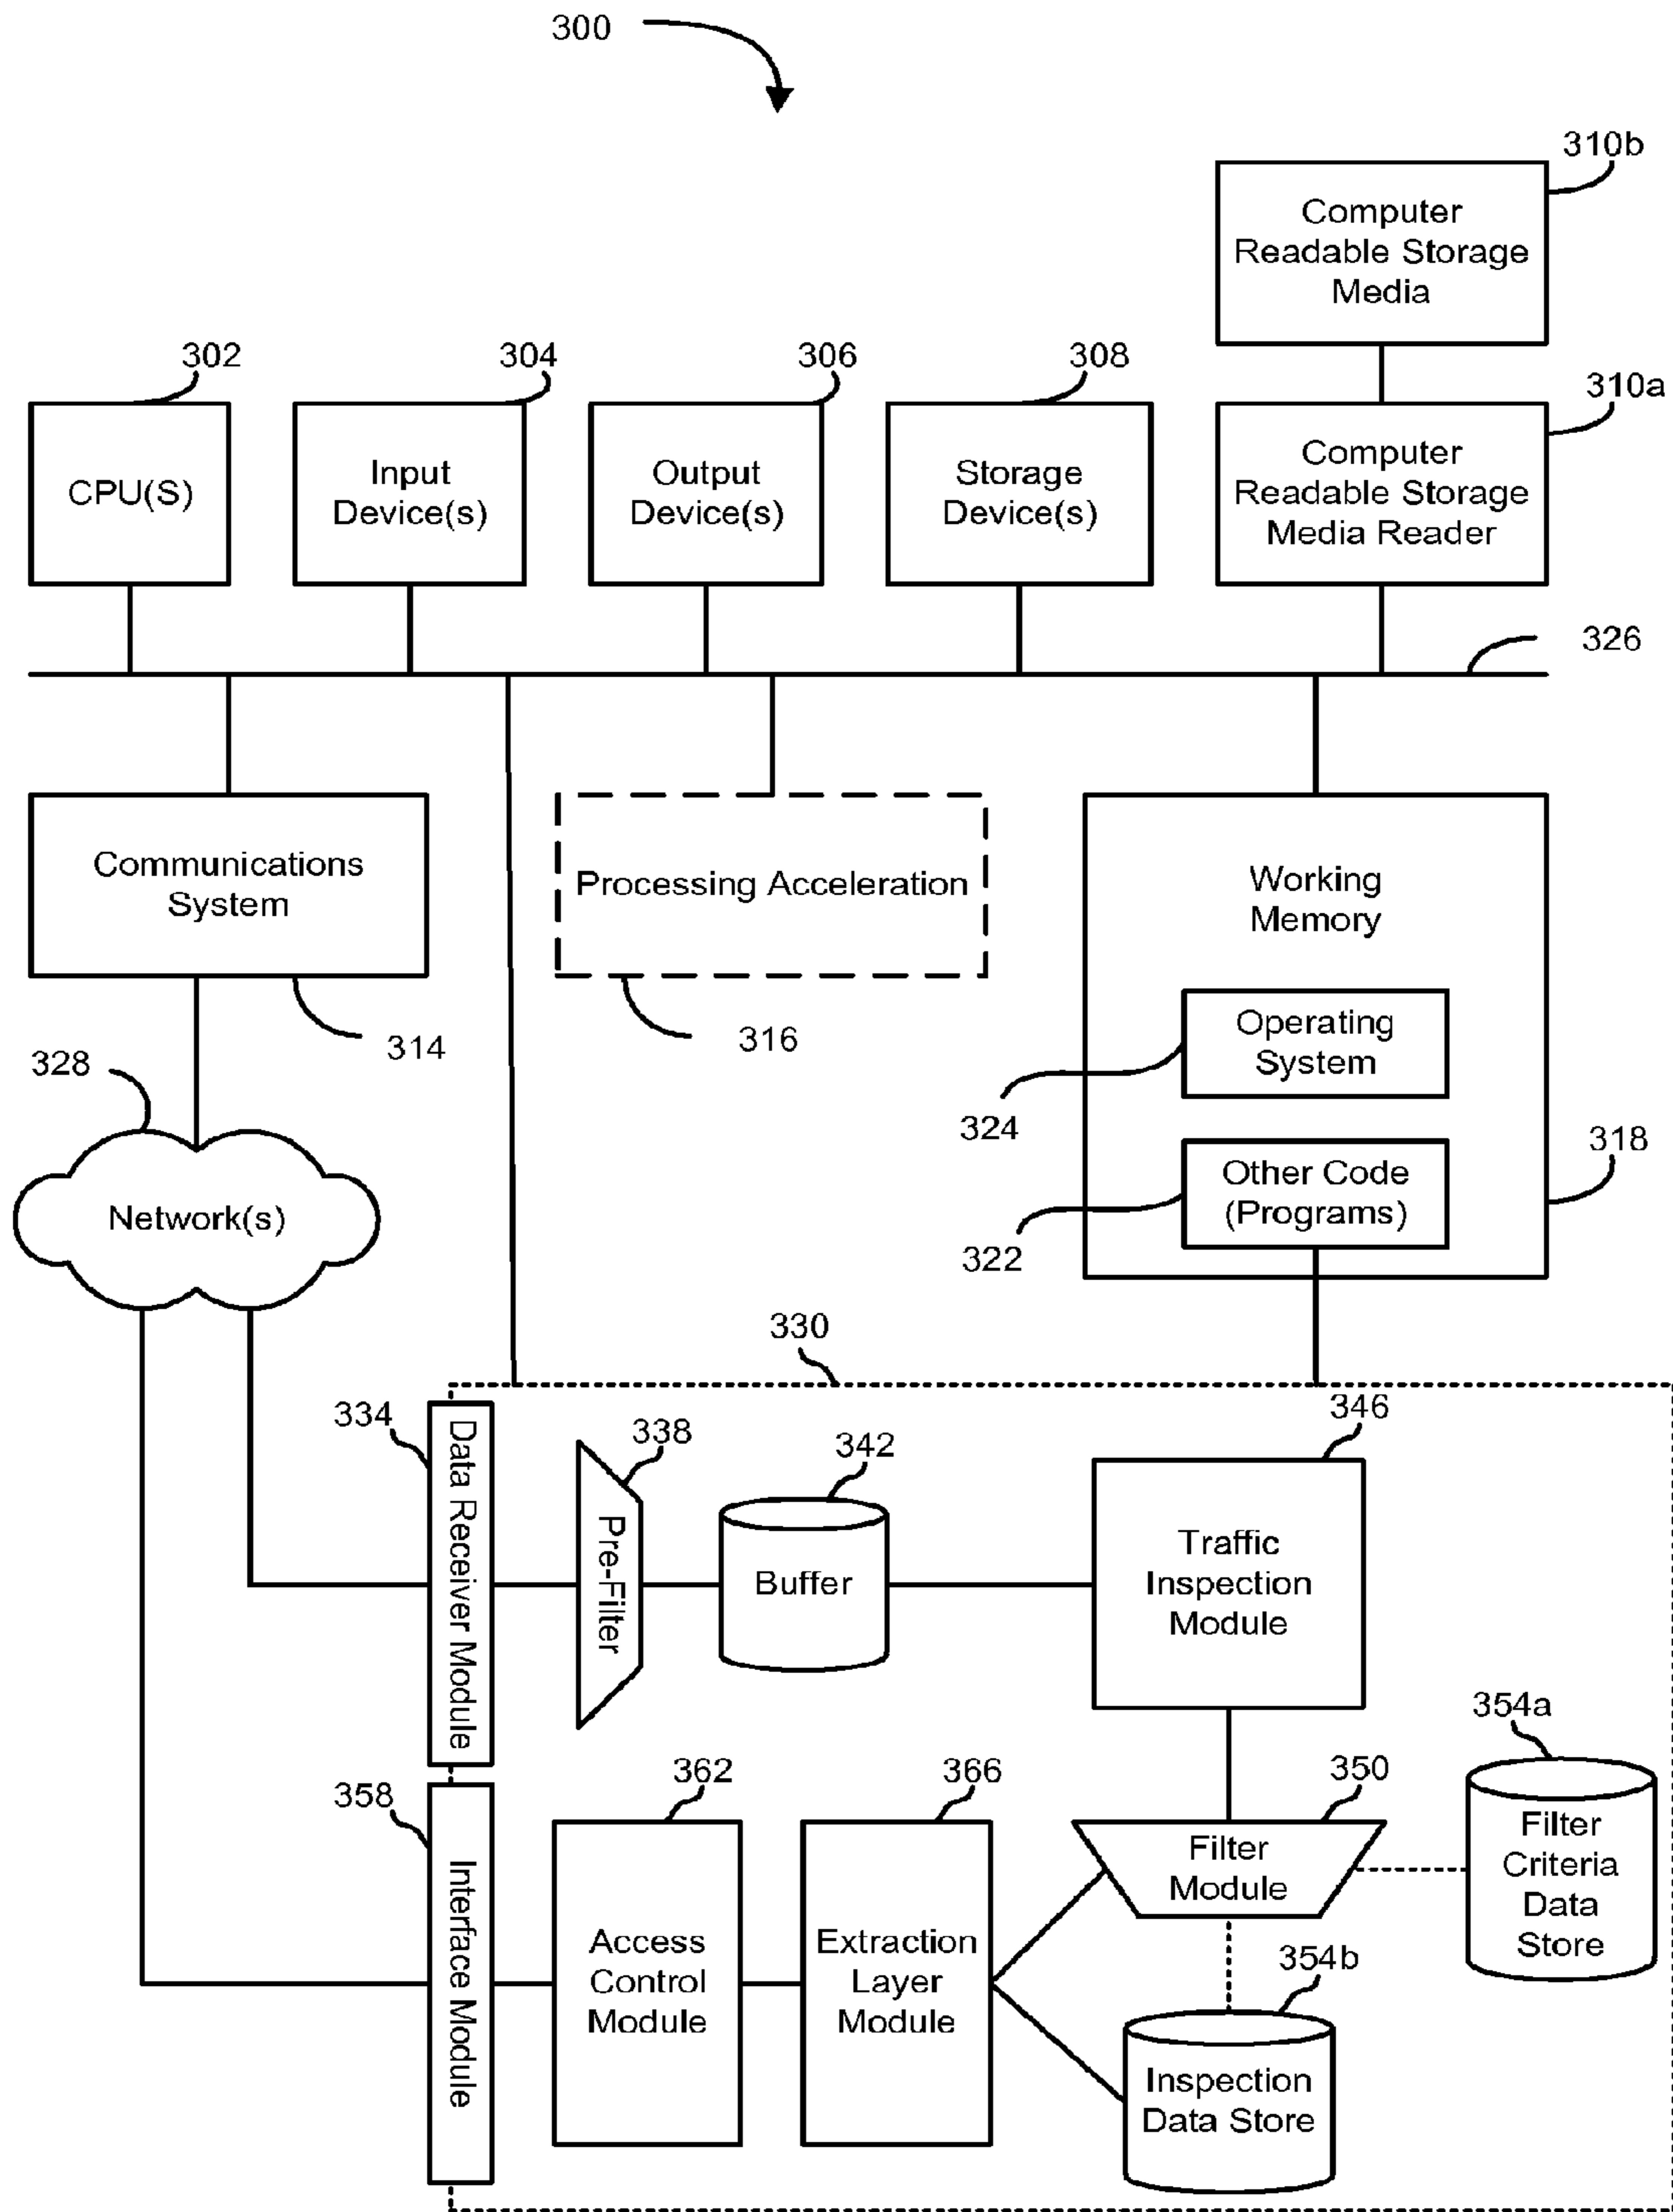 300
310b
Computer
Readable Storage
Media
302
304
306
308
310a
CPU(S)
Input
Device(s)
Output
Device(s)
Storage
Device(s)
Computer
Readable Storage
Media Reader
326
Communications
System
Processing Acceleration
Working
Memory
314
316
Operating
System
324
328
Network(s)
Other Code
(Programs)
318
322
330
334
Data Receiver Module
338
Pre-Filter
342
Buffer
346
Traffic
Inspection
Module
354a
Filter
Criteria
Data
Store
358
Interface Module
362
Access
Control
Module
366
Extraction
Layer
Module
350
Filter
Module
354b
Inspection
Data Store